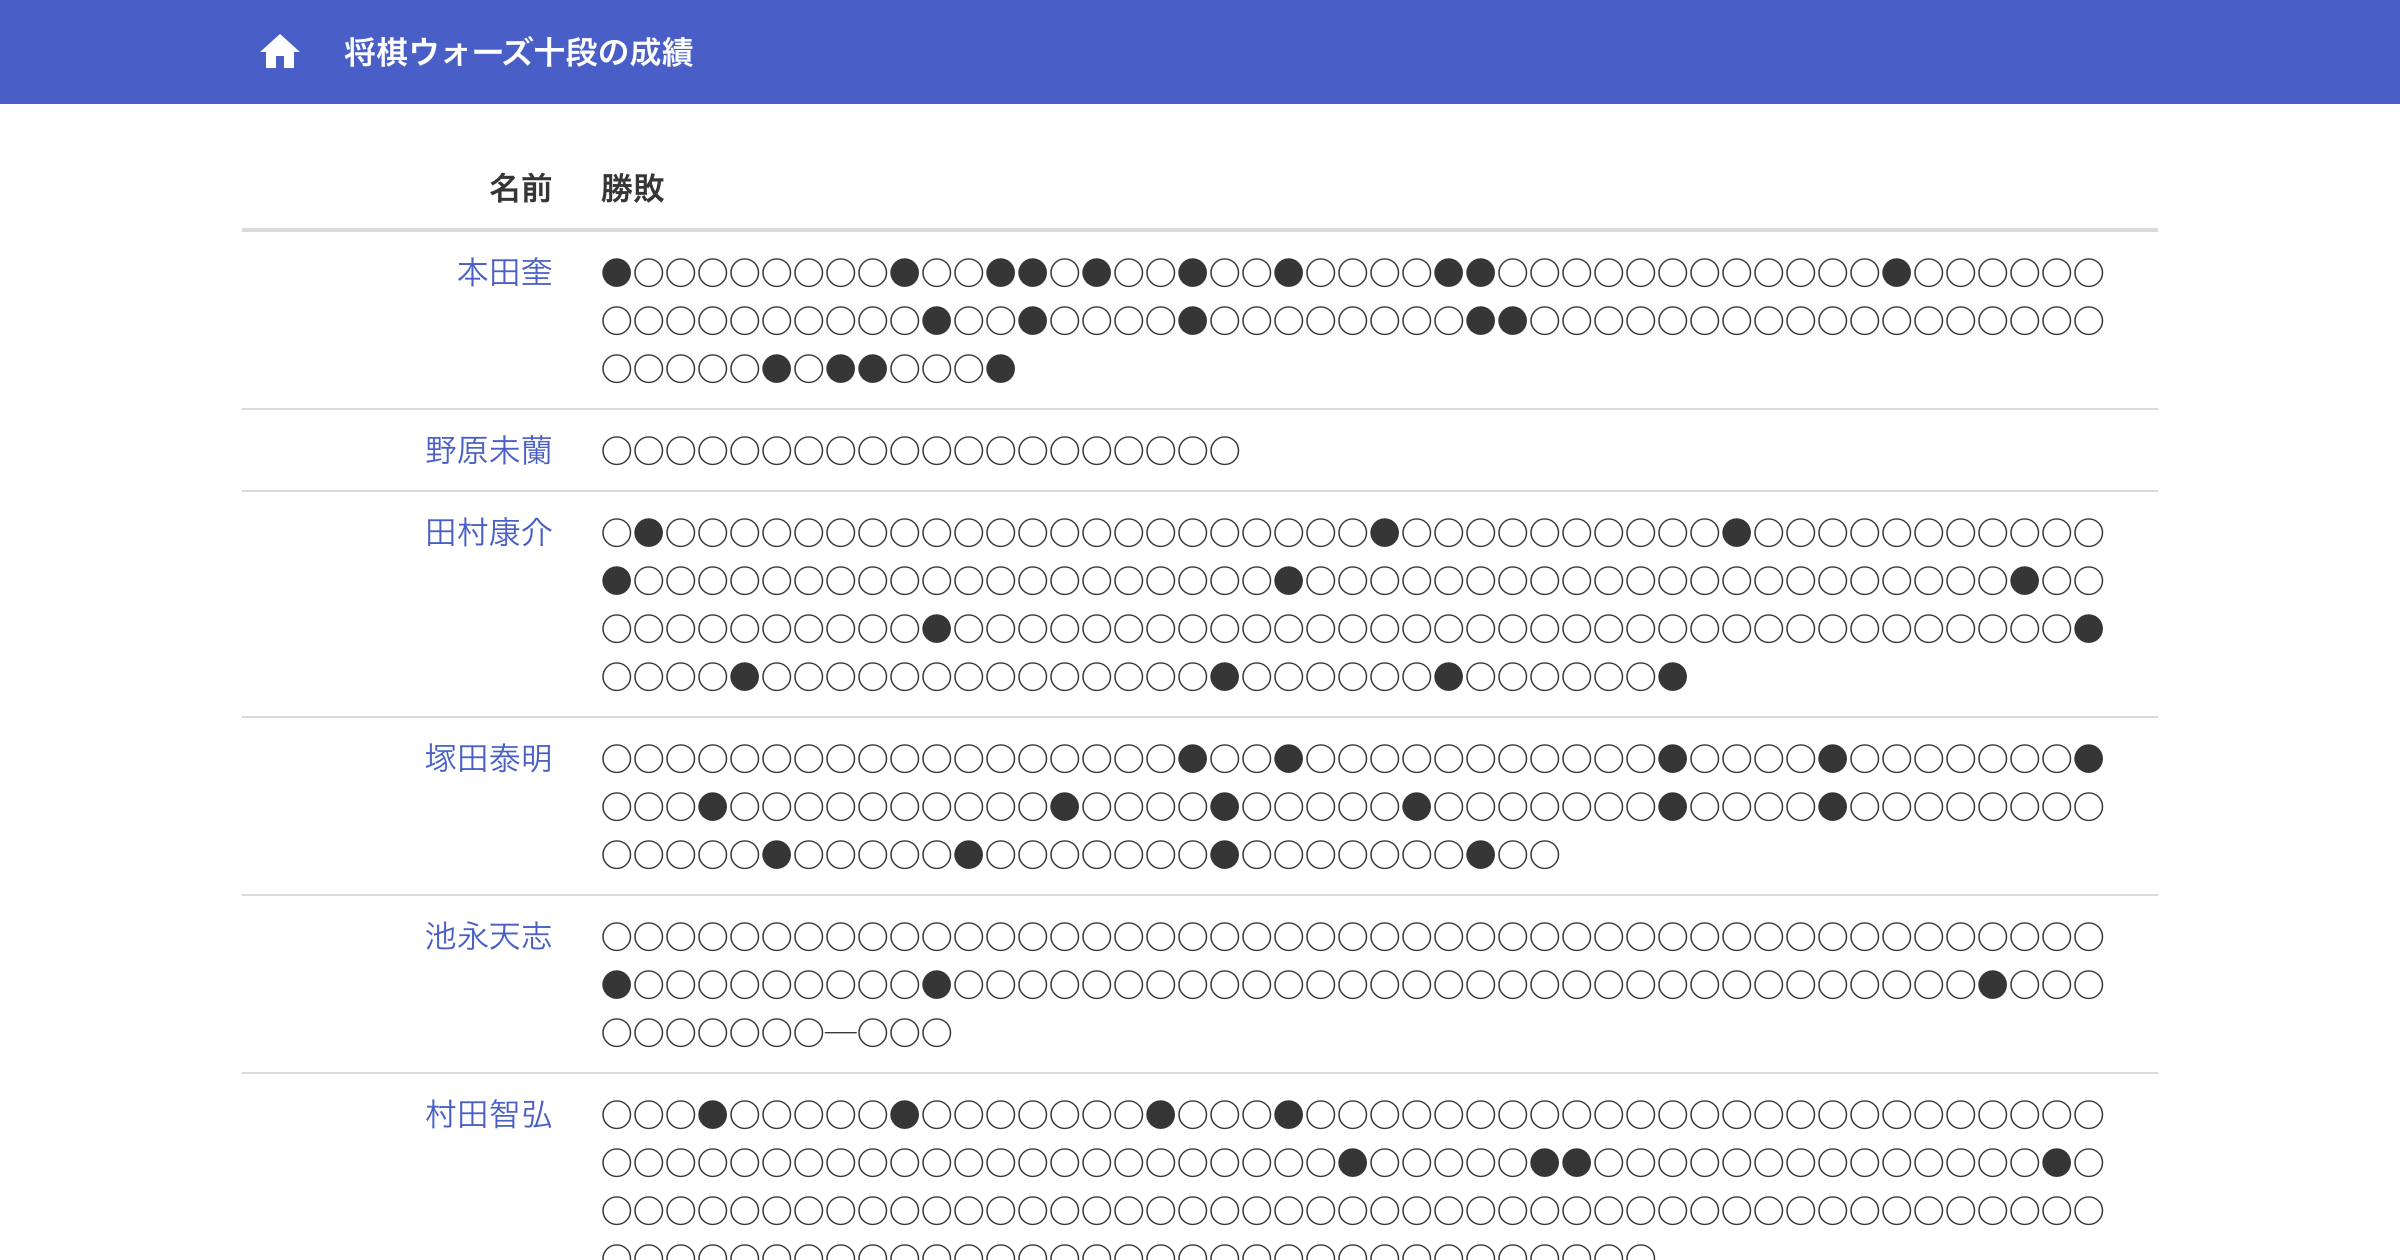 将棋ウォーズ十段の成績
名前 勝敗
本田奎 ●○○○○○○○○●○○●●○●○○●○○●○○○○●●○○○○○○○○○○○○●○○○○○○
○○○○○○○○○○●○○●○○○○●○○○○○○○○●●○○○○○○○○○○○○○○○○○○
○○○○○●○●●○○○●
野原未蘭 ○○○○○○○○○○○○○○○○○○○○
田村康介 ○●○○○○○○○○○○○○○○○○○○○○○○●○○○○○○○○○○●○○○○○○○○○○○
●○○○○○○○○○○○○○○○○○○○○●○○○○○○○○○○○○○○○○○○○○○○●○○
○○○○○○○○○○●○○○○○○○○○○○○○○○○○○○○○○○○○○○○○○○○○○○●
○○○○●○○○○○○○○○○○○○○●○○○○○○●○○○○○○●
塚田泰明 ○○○○○○○○○○○○○○○○○○●○○●○○○○○○○○○○○●○○○○●○○○○○○○●
○○○●○○○○○○○○○○●○○○○●○○○○○●○○○○○○○●○○○○●○○○○○○○○
○○○○○●○○○○○●○○○○○○○●○○○○○○○●○○
池永天志 ○○○○○○○○○○○○○○○○○○○○○○○○○○○○○○○○○○○○○○○○○○○○○○○
●○○○○○○○○○●○○○○○○○○○○○○○○○○○○○○○○○○○○○○○○○○●○○○
○○○○○○○―○○○
村田智弘 ○○○●○○○○○●○○○○○○○●○○○●○○○○○○○○○○○○○○○○○○○○○○○○○
○○○○○○○○○○○○○○○○○○○○○○○●○○○○○●●○○○○○○○○○○○○○○●○
○○○○○○○○○○○○○○○○○○○○○○○○○○○○○○○○○○○○○○○○○○○○○○○
○○○○○○○○○○○○○○○○○○○○○○○○○○○○○○○○○